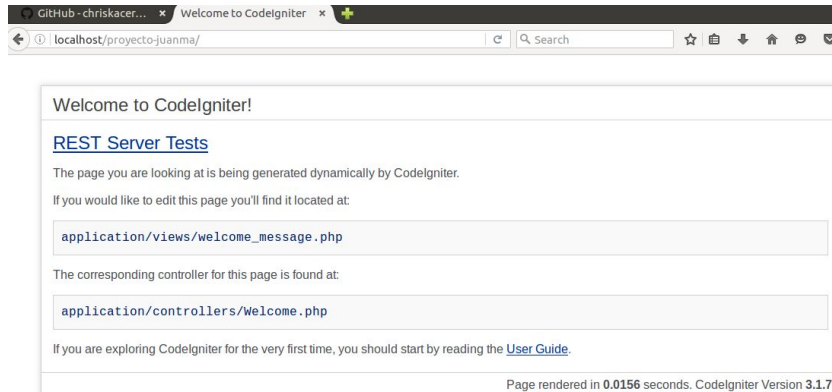 GitHub - chriskacer...
Welcome to CodeIgniter
localhost/proyecto-juanma/
Search
Welcome to CodeIgniter!
REST Server Tests
The page you are looking at is being generated dynamically by CodeIgniter.
If you would like to edit this page you'll find it located at:
application/views/welcome_message.php
The corresponding controller for this page is found at:
application/controllers/Welcome.php
If you are exploring CodeIgniter for the very first time, you should start by reading the User Guide.
Page rendered in 0.0156 seconds. CodeIgniter Version 3.1.7